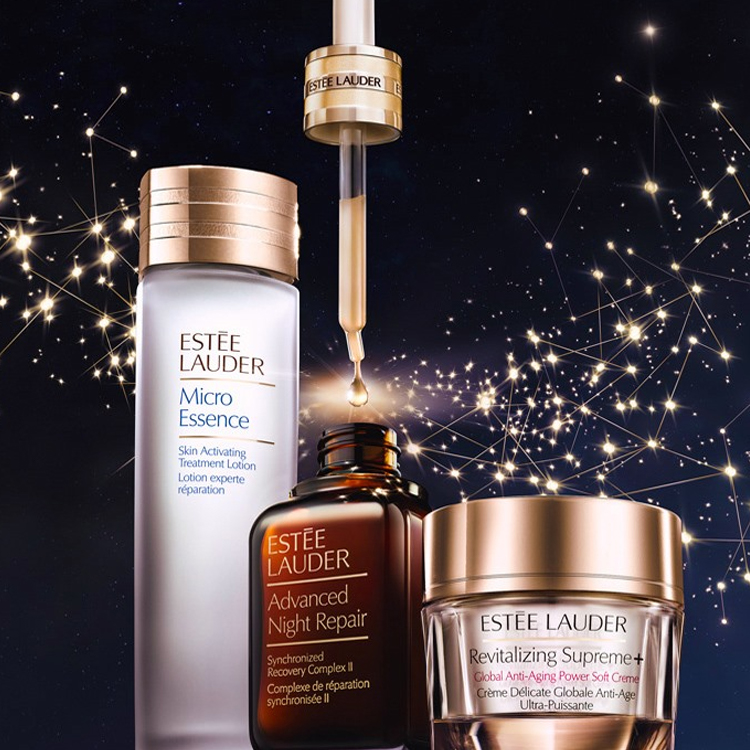 ESTĒE LAUDER
ESTĒE
LAUDER
Micro
Essence
Skin Activating
Treatment Lotion
Lotion experte
réparation
ESTĒE
LAUDER
Advanced
Night Repair
Synchronized
Recovery Complex II
Complexe de réparation
synchronisée II
ESTĒE LAUDER
Revitalizing Supreme+
Global Anti-Aging Power Soft Creme
Crème Délicate Globale Anti-Age
Ultra-Puissante